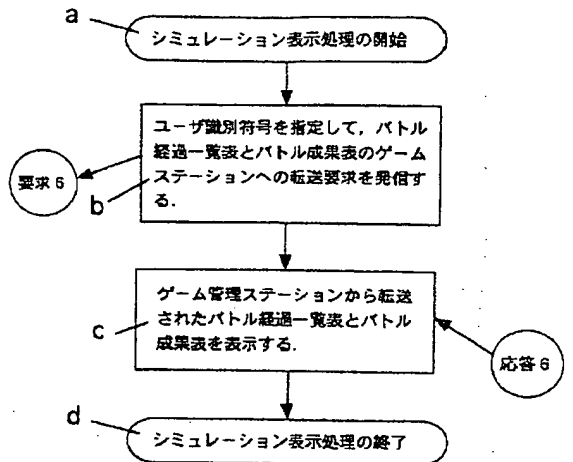 a
シミュレーション表示処理の開始
ユーザ識別符号を指定して，バトル
経過一覧表とバトル成果表のゲーム
ステーションへの転送要求を発信す
る．
要求6
b
ゲーム管理ステーションから転送
されたバトル経過一覧表とバトル
成果表を表示する．
c
応答6
d
シミュレーション表示処理の終了